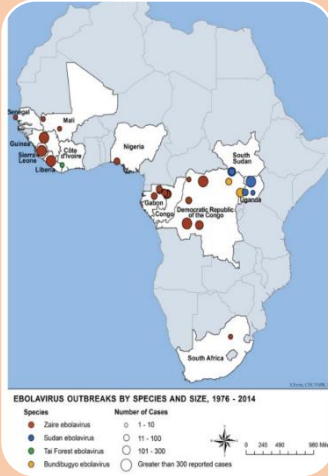 Senegal
Mali
Guinea
Sierra
Leone
Côte
d'Ivoire
Liberia
Nigeria
South
Sudan
Uganda
Gabon
Congo
Democratic Republic
of the Congo
South Africa
EBOLAVIRUS OUTBREAKS BY SPECIES AND SIZE, 1976 - 2014
Species
Number of Cases
Zaire ebolavirus
1 - 10
Sudan ebolavirus
11 - 100
Tai Forest ebolavirus
101 - 300
Bundibugyo ebolavirus
Greater than 300 reported cases
0 240 480